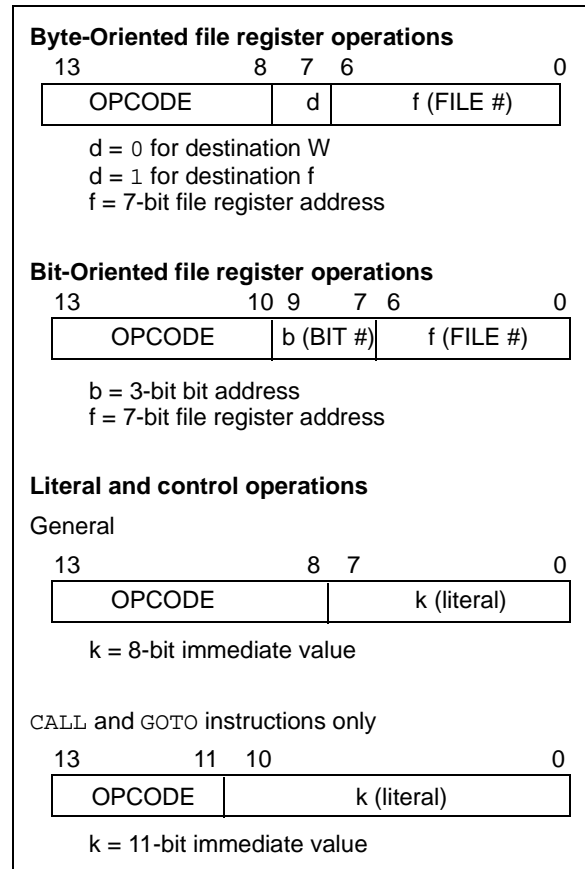 Byte-Oriented file register operations
13 8 7 6 0
OPCODE d f (FILE #)
d = 0 for destination W
d = 1 for destination f
f = 7-bit file register address
Bit-Oriented file register operations
13 10 9 7 6 0
OPCODE b (BIT #) f (FILE #)
b = 3-bit bit address
f = 7-bit file register address
Literal and control operations
General
13 8 7 0
OPCODE k (literal)
k = 8-bit immediate value
CALL and GOTO instructions only
13 11 10 0
OPCODE k (literal)
k = 11-bit immediate value